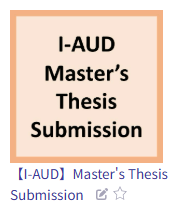 I-AUD
Master's
Thesis
Submission
【I-AUD】Master's Thesis
Submission